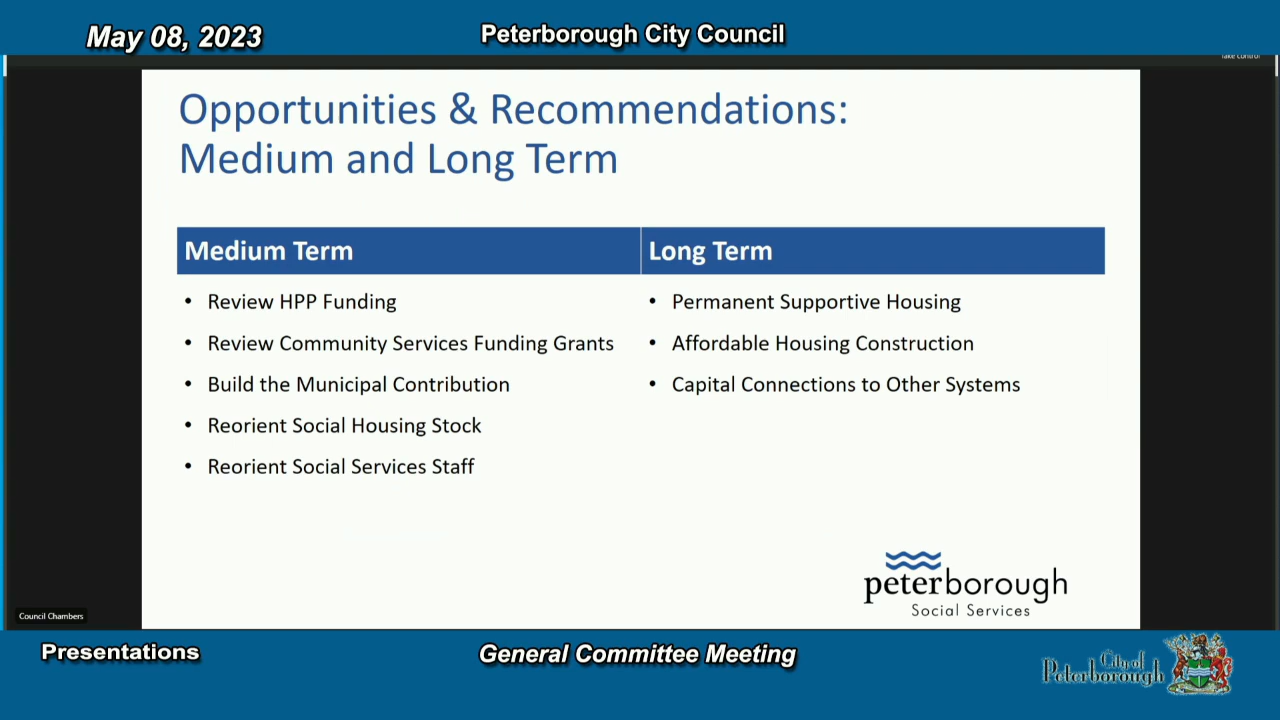 May 08, 2023
Peterborough City Council
Take Control
Opportunities & Recommendations:
Medium and Long Term
Medium Term
Long Term
• Review HPP Funding
• Review Community Services Funding Grants
• Build the Municipal Contribution
• Reorient Social Housing Stock
• Reorient Social Services Staff
• Permanent Supportive Housing
• Affordable Housing Construction
• Capital Connections to Other Systems
peterborough
Social Services
Council Chambers
Presentations
General Committee Meeting
City of
Peterborough